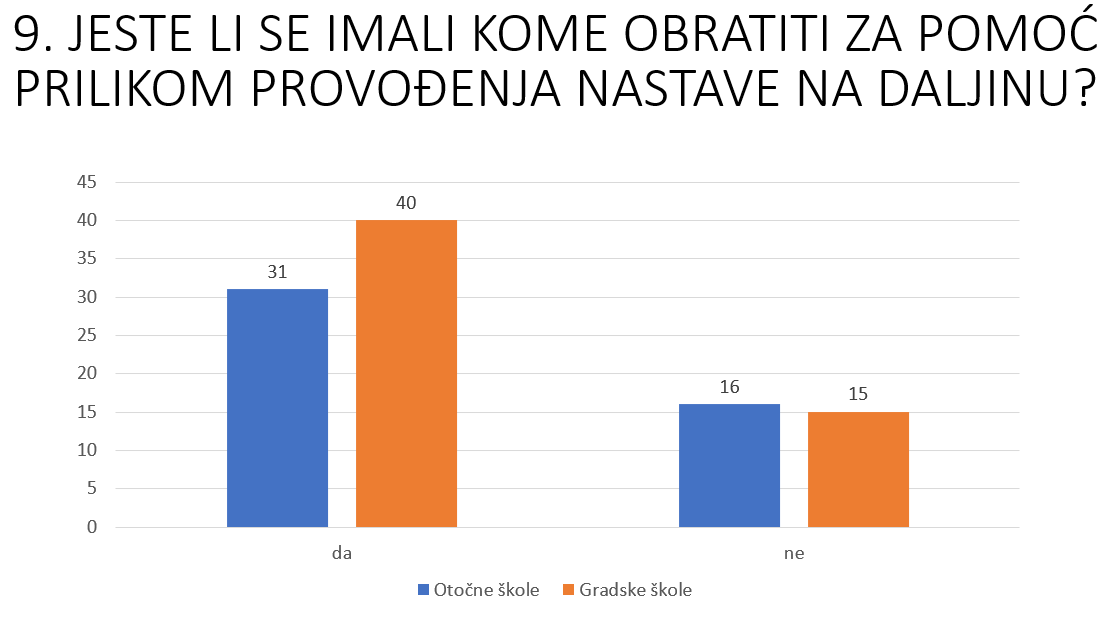 9. JESTE LI SE IMALI KOME OBRATITI ZA POMOĆ
PRILIKOM PROVOĐENJA NASTAVE NA DALJINU?
45
40
35
30
25
20
15
10
5
0
31
40
16
15
da
ne
Otočne škole
Gradske škole